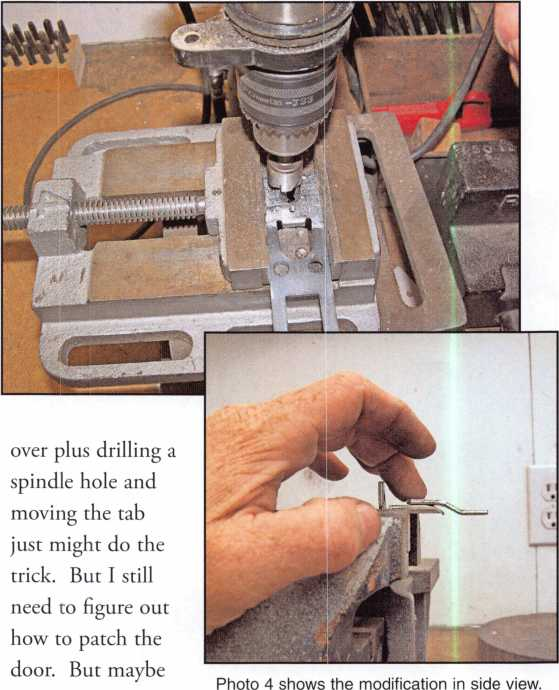 over plus drilling a
spindle hole and
moving the tab
just might do the
trick. But I still
need to figure out
how to patch the
door. But maybe
Photo 4 shows the modification in side view.